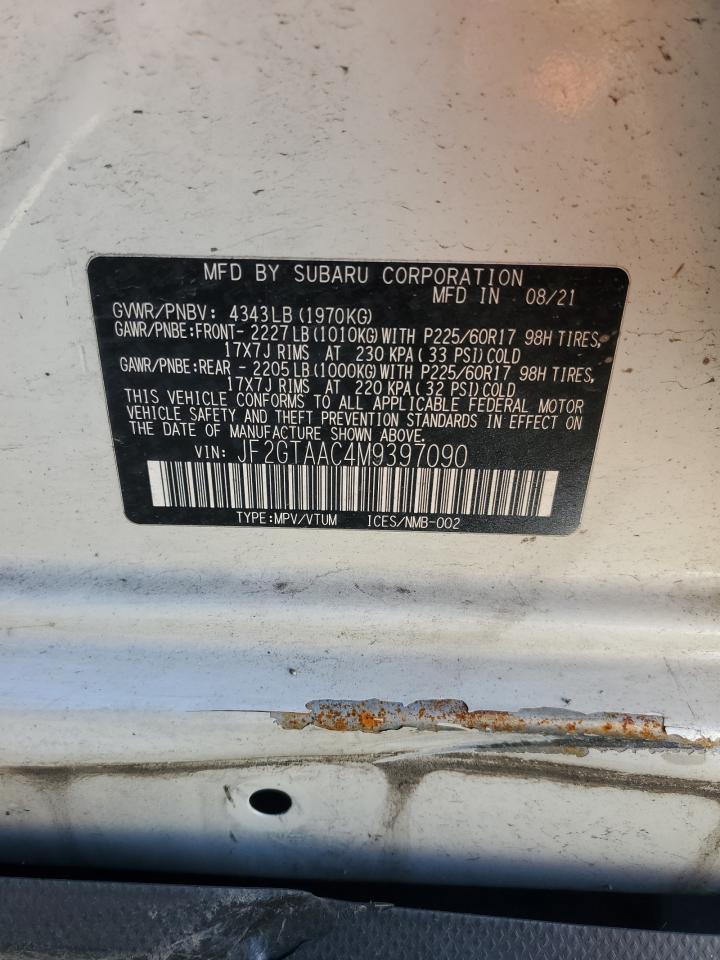 MFD BY SUBARU CORPORATION
MFD IN 08/21
GVWR/PNBV: 4343LB (1970KG)
GAWR/PNBE:FRONT- 2227 LB (1010KG) WITH P225/60R17 98H TIRES,
17X7J RIMS AT 230 KPA ( 33 PSI) COLD
GAWR/PNBE:REAR - 2205 LB (1000KG) WITH P225/60R17 98H TIRES,
17X7J RIMS AT 220 KPA ( 32 PSI) COLD
THIS VEHICLE CONFORMS TO ALL APPLICABLE FEDERAL MOTOR
VEHICLE SAFETY AND THEFT PREVENTION STANDARDS IN EFFECT ON
THE DATE OF MANUFACTURE SHOWN ABOVE.
VIN: JF2GTAAC4M9397090
TYPE:MPV/VTUM ICES/NMB-002